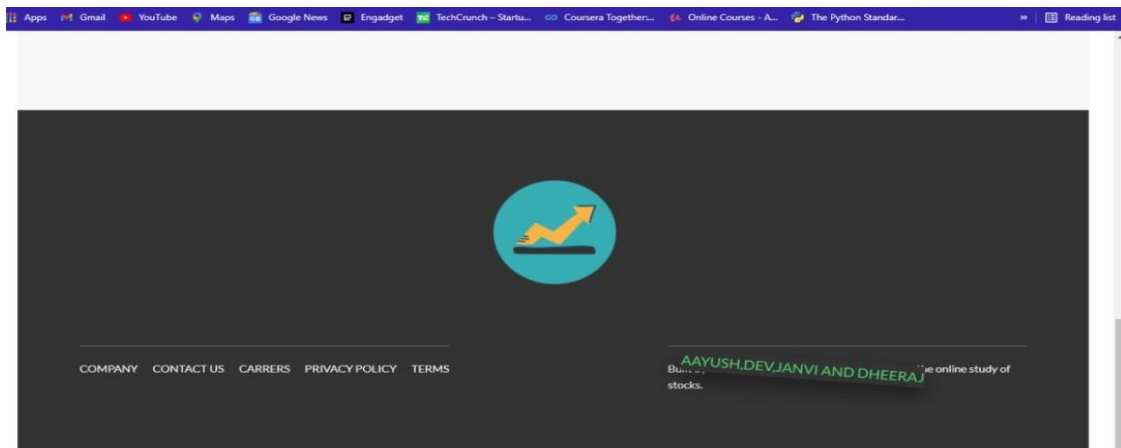 Apps Gmail YouTube Maps Google News Engadget TechCrunch – Startu... Coursera Together:... Online Courses - A... The Python Standar... » Reading list
COMPANY CONTACT US CARRERS PRIVACY POLICY TERMS
AAYUSH,DEV,JANVI AND DHEERAJ
online study of
stocks.